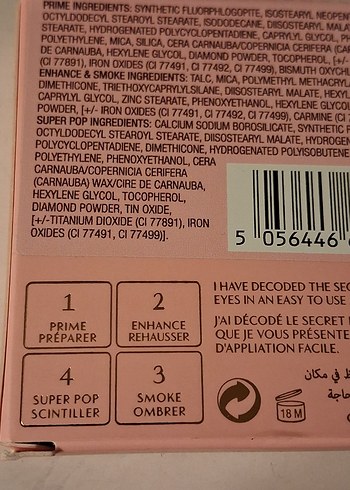 PRIME INGREDIENTS: SYNTHETIC FLUORPHLOGOPITE, ISOSTEARYL NEOPEN
OCTYLDODECYL STEAROYL STEARATE, ISODODECANE, DIISOSTEARYL MALA
STEARATE, HYDROGENATED POLYCYCLOPENTADIENE, CAPRYLYL GLYCOL, P
POLYETHYLENE, MICA, SILICA, CERA CARNAUBA/COPERNICIA CERIFERA (CAR
DE CARNAUBA, HEXYLENE GLYCOL, DIAMOND POWDER, TOCOPHEROL, [+/-
(CI 77891), IRON OXIDES (CI 77491, CI 77492, CI 77499), BISMUTH OXYCH
ENHANCE & SMOKE INGREDIENTS: TALC, MICA, POLYMETHYL METHACRYLA
DIMETHICONE, TRIETHOXYCAPRYLYLSILANE, DIISOSTEARYL MALATE, HEXYL
CAPRYLYL GLYCOL, ZINC STEARATE, PHENOXYETHANOL, HEXYLENE GLYCO
POWDER, [+/- IRON OXIDES (CI 77491, CI 77492, CI 77499), CARMINE (CI
SUPER POP INGREDIENTS: CALCIUM SODIUM BOROSILICATE, SYNTHETIC F
OCTYLDODECYL STEAROYL STEARATE, DIISOSTEARYL MALATE, HYDROGEN
POLYCYCLOPENTADIENE, DIMETHICONE, HYDROGENATED POLYISOBUTENE
POLYETHYLENE, PHENOXYETHANOL, CERA
CARNAUBA/COPERNICIA CERIFERA
(CARNAUBA) WAX/CIRE DE CARNAUBA,
HEXYLENE GLYCOL, TOCOPHEROL,
DIAMOND POWDER, TIN OXIDE,
[+/-TITANIUM DIOXIDE (CI 77891), IRON
OXIDES (CI 77491, CI 77499)].
5 056446
1
PRIME
PRÉPARER
2
ENHANCE
REHAUSSER
4
SUPER POP
SCINTILLER
3
SMOKE
OMBRER
I HAVE DECODED THE SEC
EYES IN AN EASY TO USE
J'AI DÉCODÉ LE SECRET
QUE JE VOUS PRÉSENTE
D'APPLIATION FACILE.
في مكان
18 M